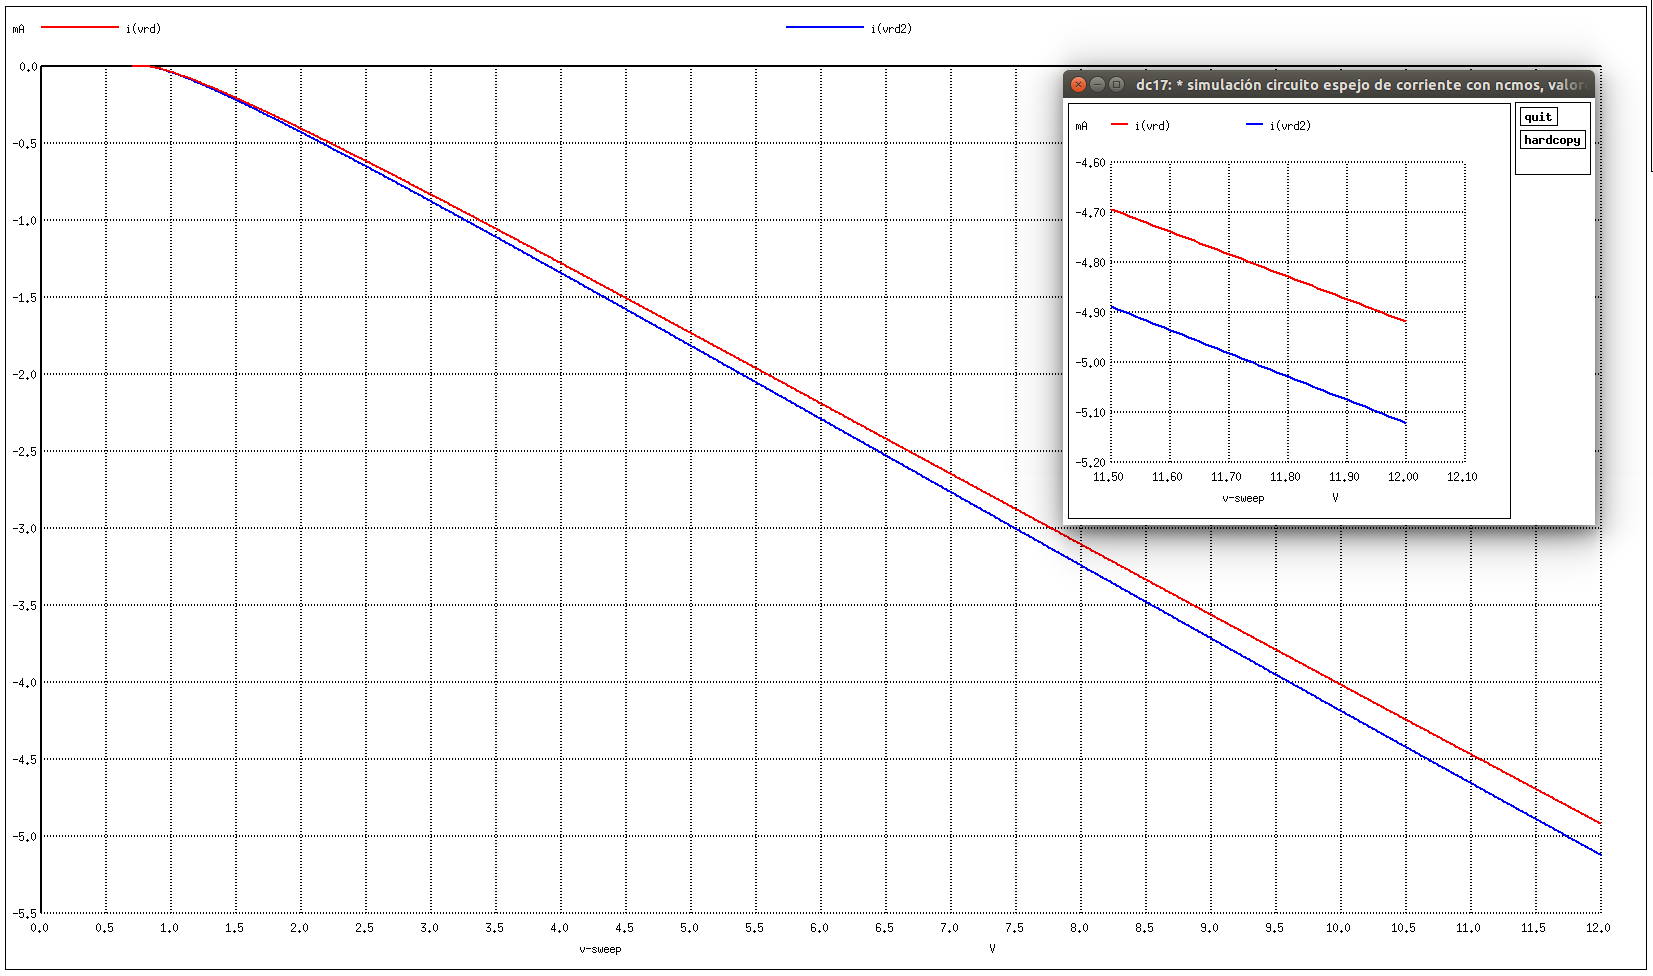 mA i(vrd) i(vrd2)
0.0
-0.5
-1.0
-1.5
-2.0
-2.5
-3.0
-3.5
-4.0
-4.5
-5.0
-5.5
0.0 0.5 1.0 1.5 2.0 2.5 3.0 3.5 4.0 4.5 5.0 5.5 6.0 6.5 7.0 7.5 8.0 8.5 9.0 9.5 10.0 10.5 11.0 11.5 12.0
v-sweep V
dc17: * simulación circuito espejo de corriente con ncmos, valor
quit
hardcopy
mA i(vrd) i(vrd2)
-4.60
-4.70
-4.80
-4.90
-5.00
-5.10
-5.20
11.50 11.60 11.70 11.80 11.90 12.00 12.10
v-sweep V